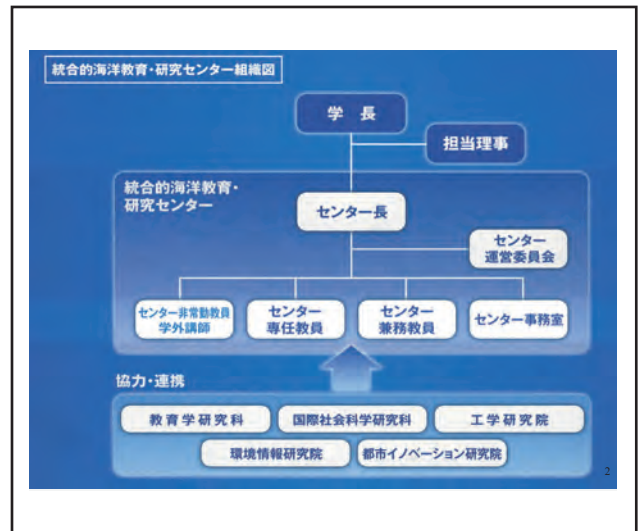 統合的海洋教育・研究センター組織図
学 長
担当理事
統合的海洋教育・
研究センター
センター長
センター
運営委員会
センター非常勤教員
学外講師
センター
専任教員
センター
兼務教員
センター事務室
協力・連携
教育学研究科
国際社会科学研究科
工学研究院
環境情報研究院
都市イノベーション研究院
2